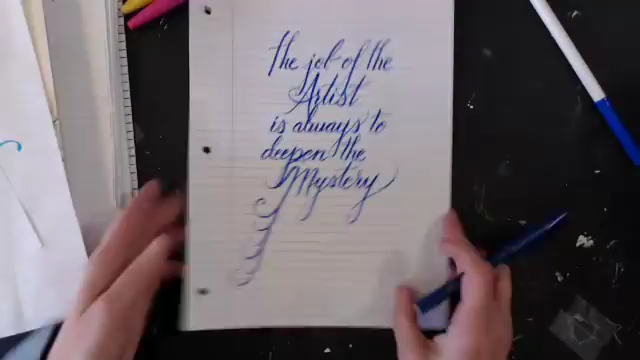 the job of the
Artist
is always to
deepen the
Mystery